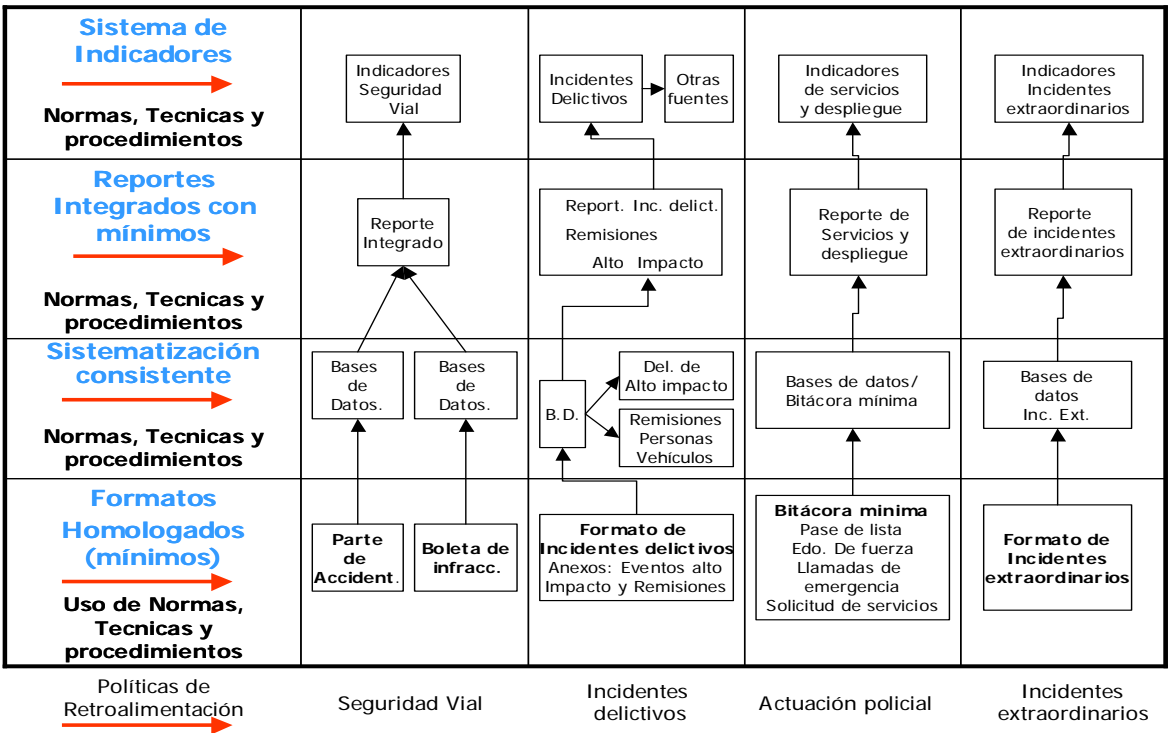 Sistema de
Indicadores
Normas, Tecnicas y
procedimientos
Indicadores
Seguridad
Vial
Incidentes
Delictivos
Otras
fuentes
Indicadores
de servicios
y despliegue
Indicadores
Incidentes
extraordinarios
Reportes
Integrados con
mínimos
Normas, Tecnicas y
procedimientos
Reporte
Integrado
Report. Inc. delict.
Remisiones
Alto Impacto
Reporte de
Servicios y
despliegue
Reporte
de incidentes
extraordinarios
Sistematización
consistente
Normas, Tecnicas y
procedimientos
Bases
de
Datos.
Bases
de
Datos.
B.D.
Del. de
Alto impacto
Remisiones
Personas
Vehículos
Bases de datos/
Bitácora mínima
Bases de
datos
Inc. Ext.
Formatos
Homologados
(mínimos)
Uso de Normas,
Tecnicas y
procedimientos
Parte
de
Accident.
Boleta de
infracc.
Formato de
Incidentes delictivos
Anexos: Eventos alto
Impacto y Remisiones
Bitácora minima
Pase de lista
Edo. De fuerza
Llamadas de
emergencia
Solicitud de servicios
Formato de
Incidentes
extraordinarios
Políticas de
Retroalimentación
Seguridad Vial
Incidentes
delictivos
Actuación policial
Incidentes
extraordinarios